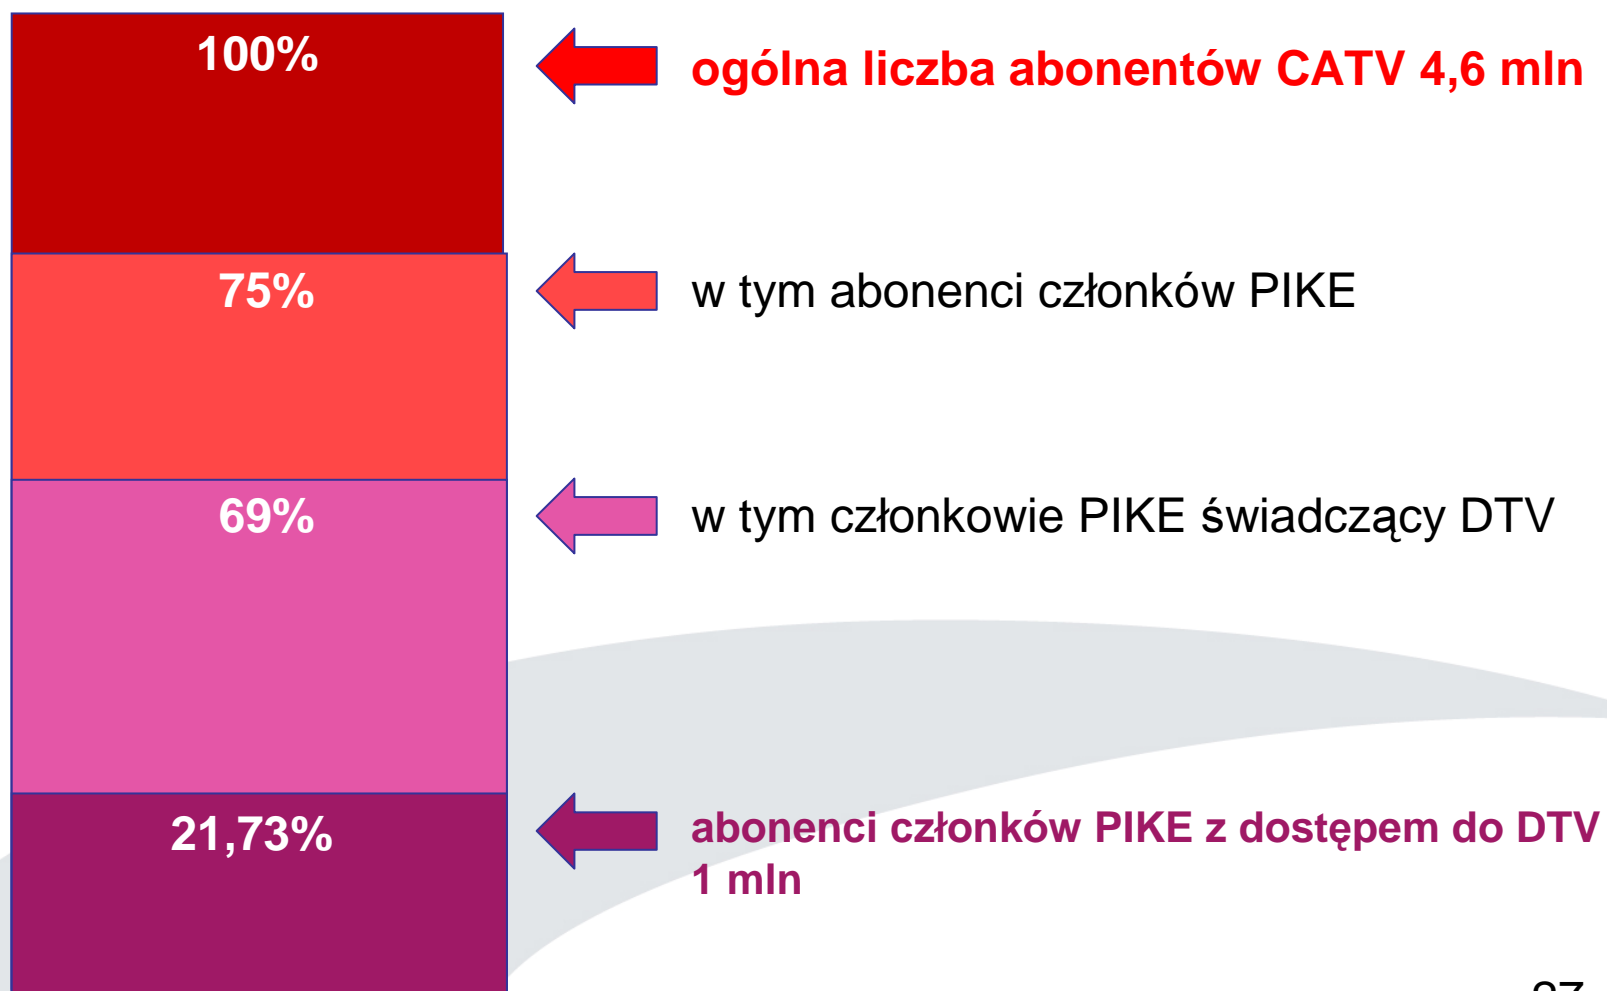 100%
ogólna liczba abonentów CATV 4,6 mln
75%
w tym abonenci członków PIKE
69%
w tym członkowie PIKE świadczący DTV
21,73%
abonenci członków PIKE z dostępem do DTV
1 mln